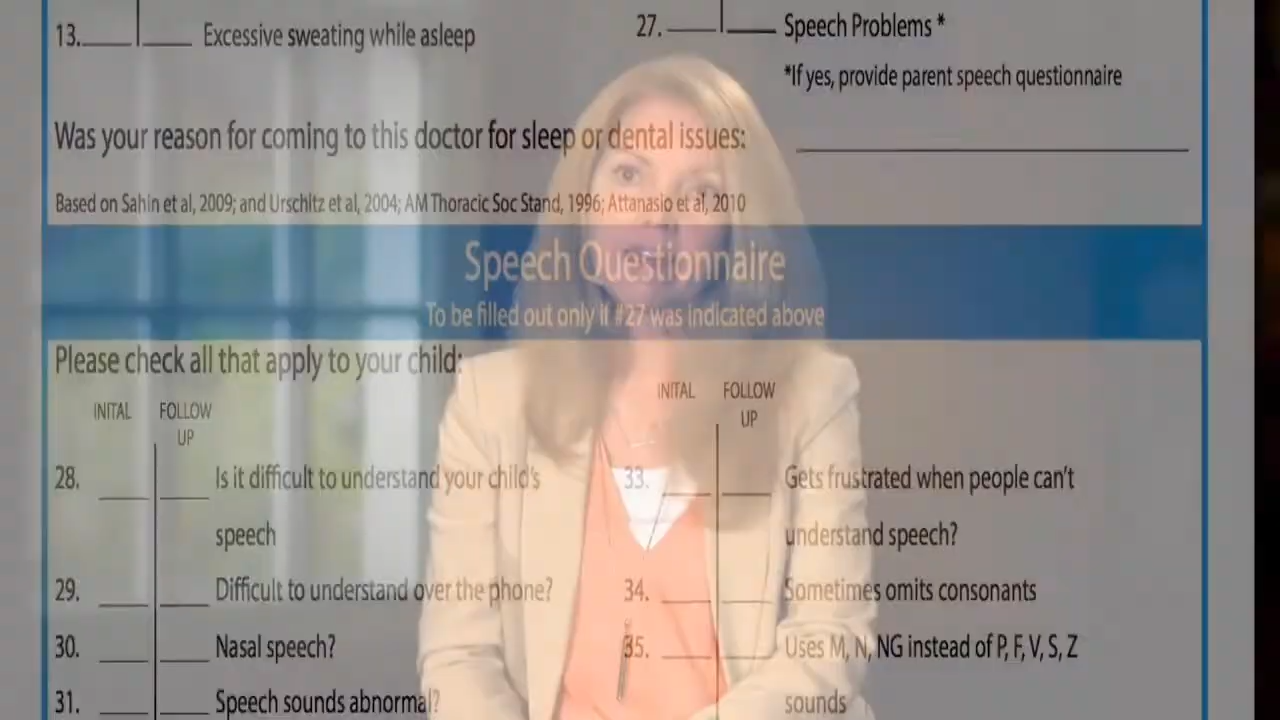 13. Excessive sweating while asleep
27. Speech Problems *
*If yes, provide parent speech questionnaire
Was your reason for coming to this doctor for sleep or dental issues:
Based on Sahin et al, 2009; and Urschitz et al, 2004; AM Thoracic Soc Stand, 1996; Attanasio et al, 2010
Speech Questionnaire
To be filled out only if #27 was indicated above
Please check all that apply to your child:
INITAL FOLLOW UP
28. Is it difficult to understand your child's
speech
29. Difficult to understand over the phone?
30. Nasal speech?
31. Speech sounds abnormal?
INITAL FOLLOW UP
33. Gets frustrated when people can't
understand speech?
34. Sometimes omits consonants
35. Uses M, N, NG instead of P, F, V, S, Z
sounds